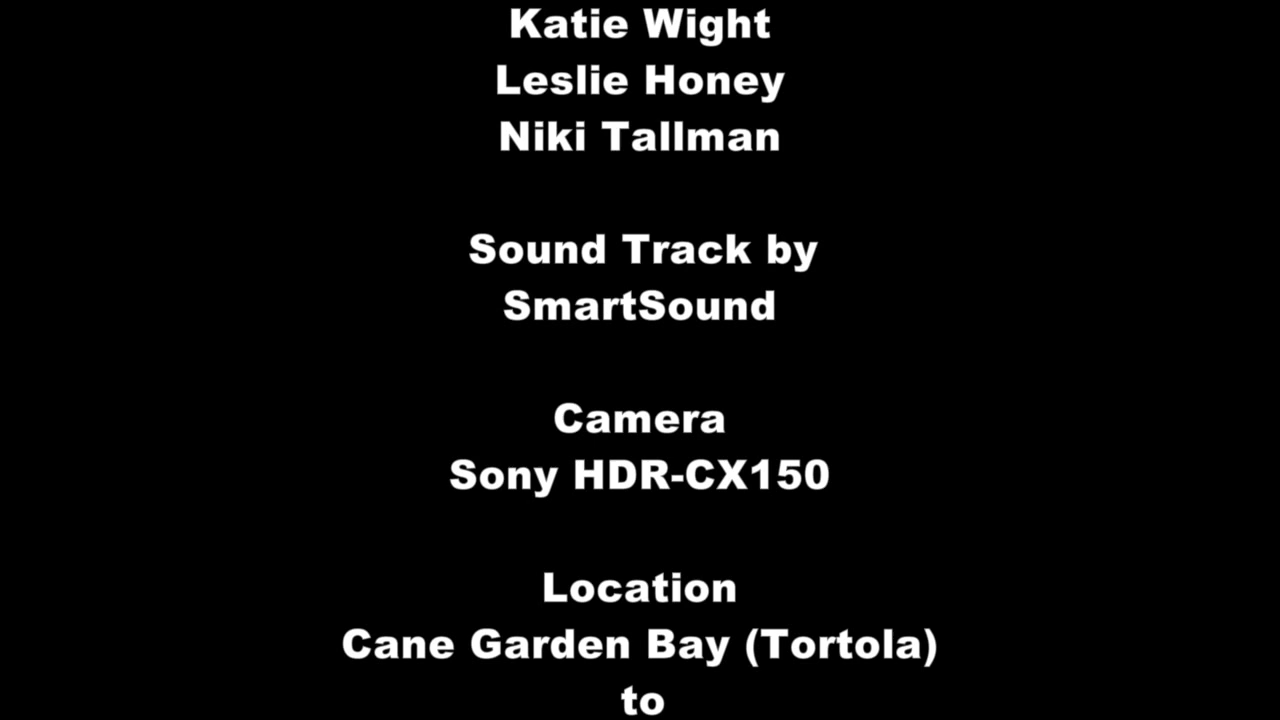 Katie Wight
Leslie Honey
Niki Tallman
Sound Track by
SmartSound
Camera
Sony HDR-CX150
Location
Cane Garden Bay (Tortola)
to